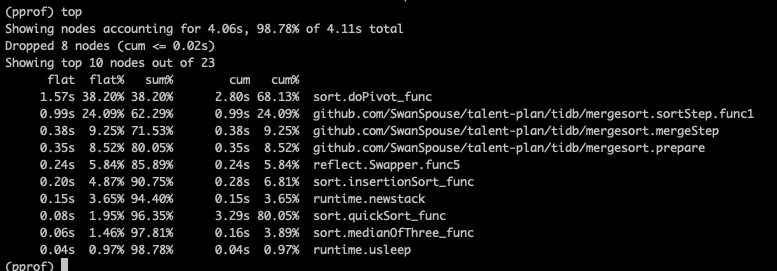 (pprof) top
Showing nodes accounting for 4.06s, 98.78% of 4.11s total
Dropped 8 nodes (cum <= 0.02s)
Showing top 10 nodes out of 23
flat flat% sum% cum cum%
1.57s 38.20% 38.20% 2.80s 68.13% sort.doPivot_func
0.99s 24.09% 62.29% 0.99s 24.09% github.com/SwanSpouse/talent-plan/tidb/mergesort.sortStep.func1
0.38s 9.25% 71.53% 0.38s 9.25% github.com/SwanSpouse/talent-plan/tidb/mergesort.mergeStep
0.35s 8.52% 80.05% 0.35s 8.52% github.com/SwanSpouse/talent-plan/tidb/mergesort.prepare
0.24s 5.84% 85.89% 0.24s 5.84% reflect.Swapper.func5
0.20s 4.87% 90.75% 0.28s 6.81% sort.insertionSort_func
0.15s 3.65% 94.40% 0.15s 3.65% runtime.newstack
0.08s 1.95% 96.35% 3.29s 80.05% sort.quickSort_func
0.06s 1.46% 97.81% 0.16s 3.89% sort.medianOfThree_func
0.04s 0.97% 98.78% 0.04s 0.97% runtime.usleep
(pprof)